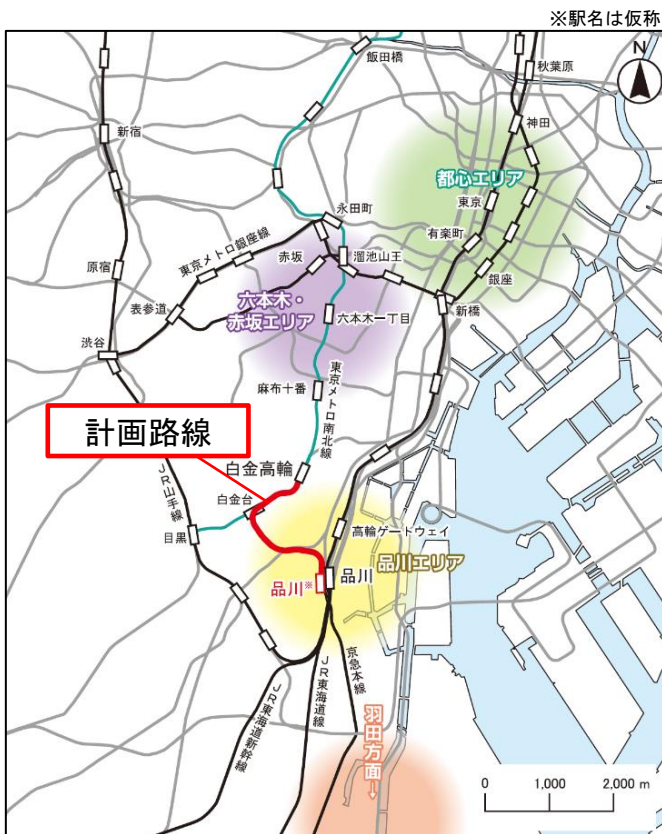 ※駅名は仮称
N
飯田橋
秋葉原
新宿
神田
都心エリア
永田町
東京
東京メトロ銀座線
有楽町
赤坂
溜池山王
原宿
銀座
六本木・
赤坂エリア
表参道
新橋
六本木一丁目
渋谷
東京メトロ南北線
麻布十番
計画路線
白金高輪
JR山手線
白金台
高輪ゲートウェイ
目黒
品川エリア
品川
品川※
京急本線
JR東海道線
JR東海道新幹線
羽田方面→
0 1,000 2,000 m